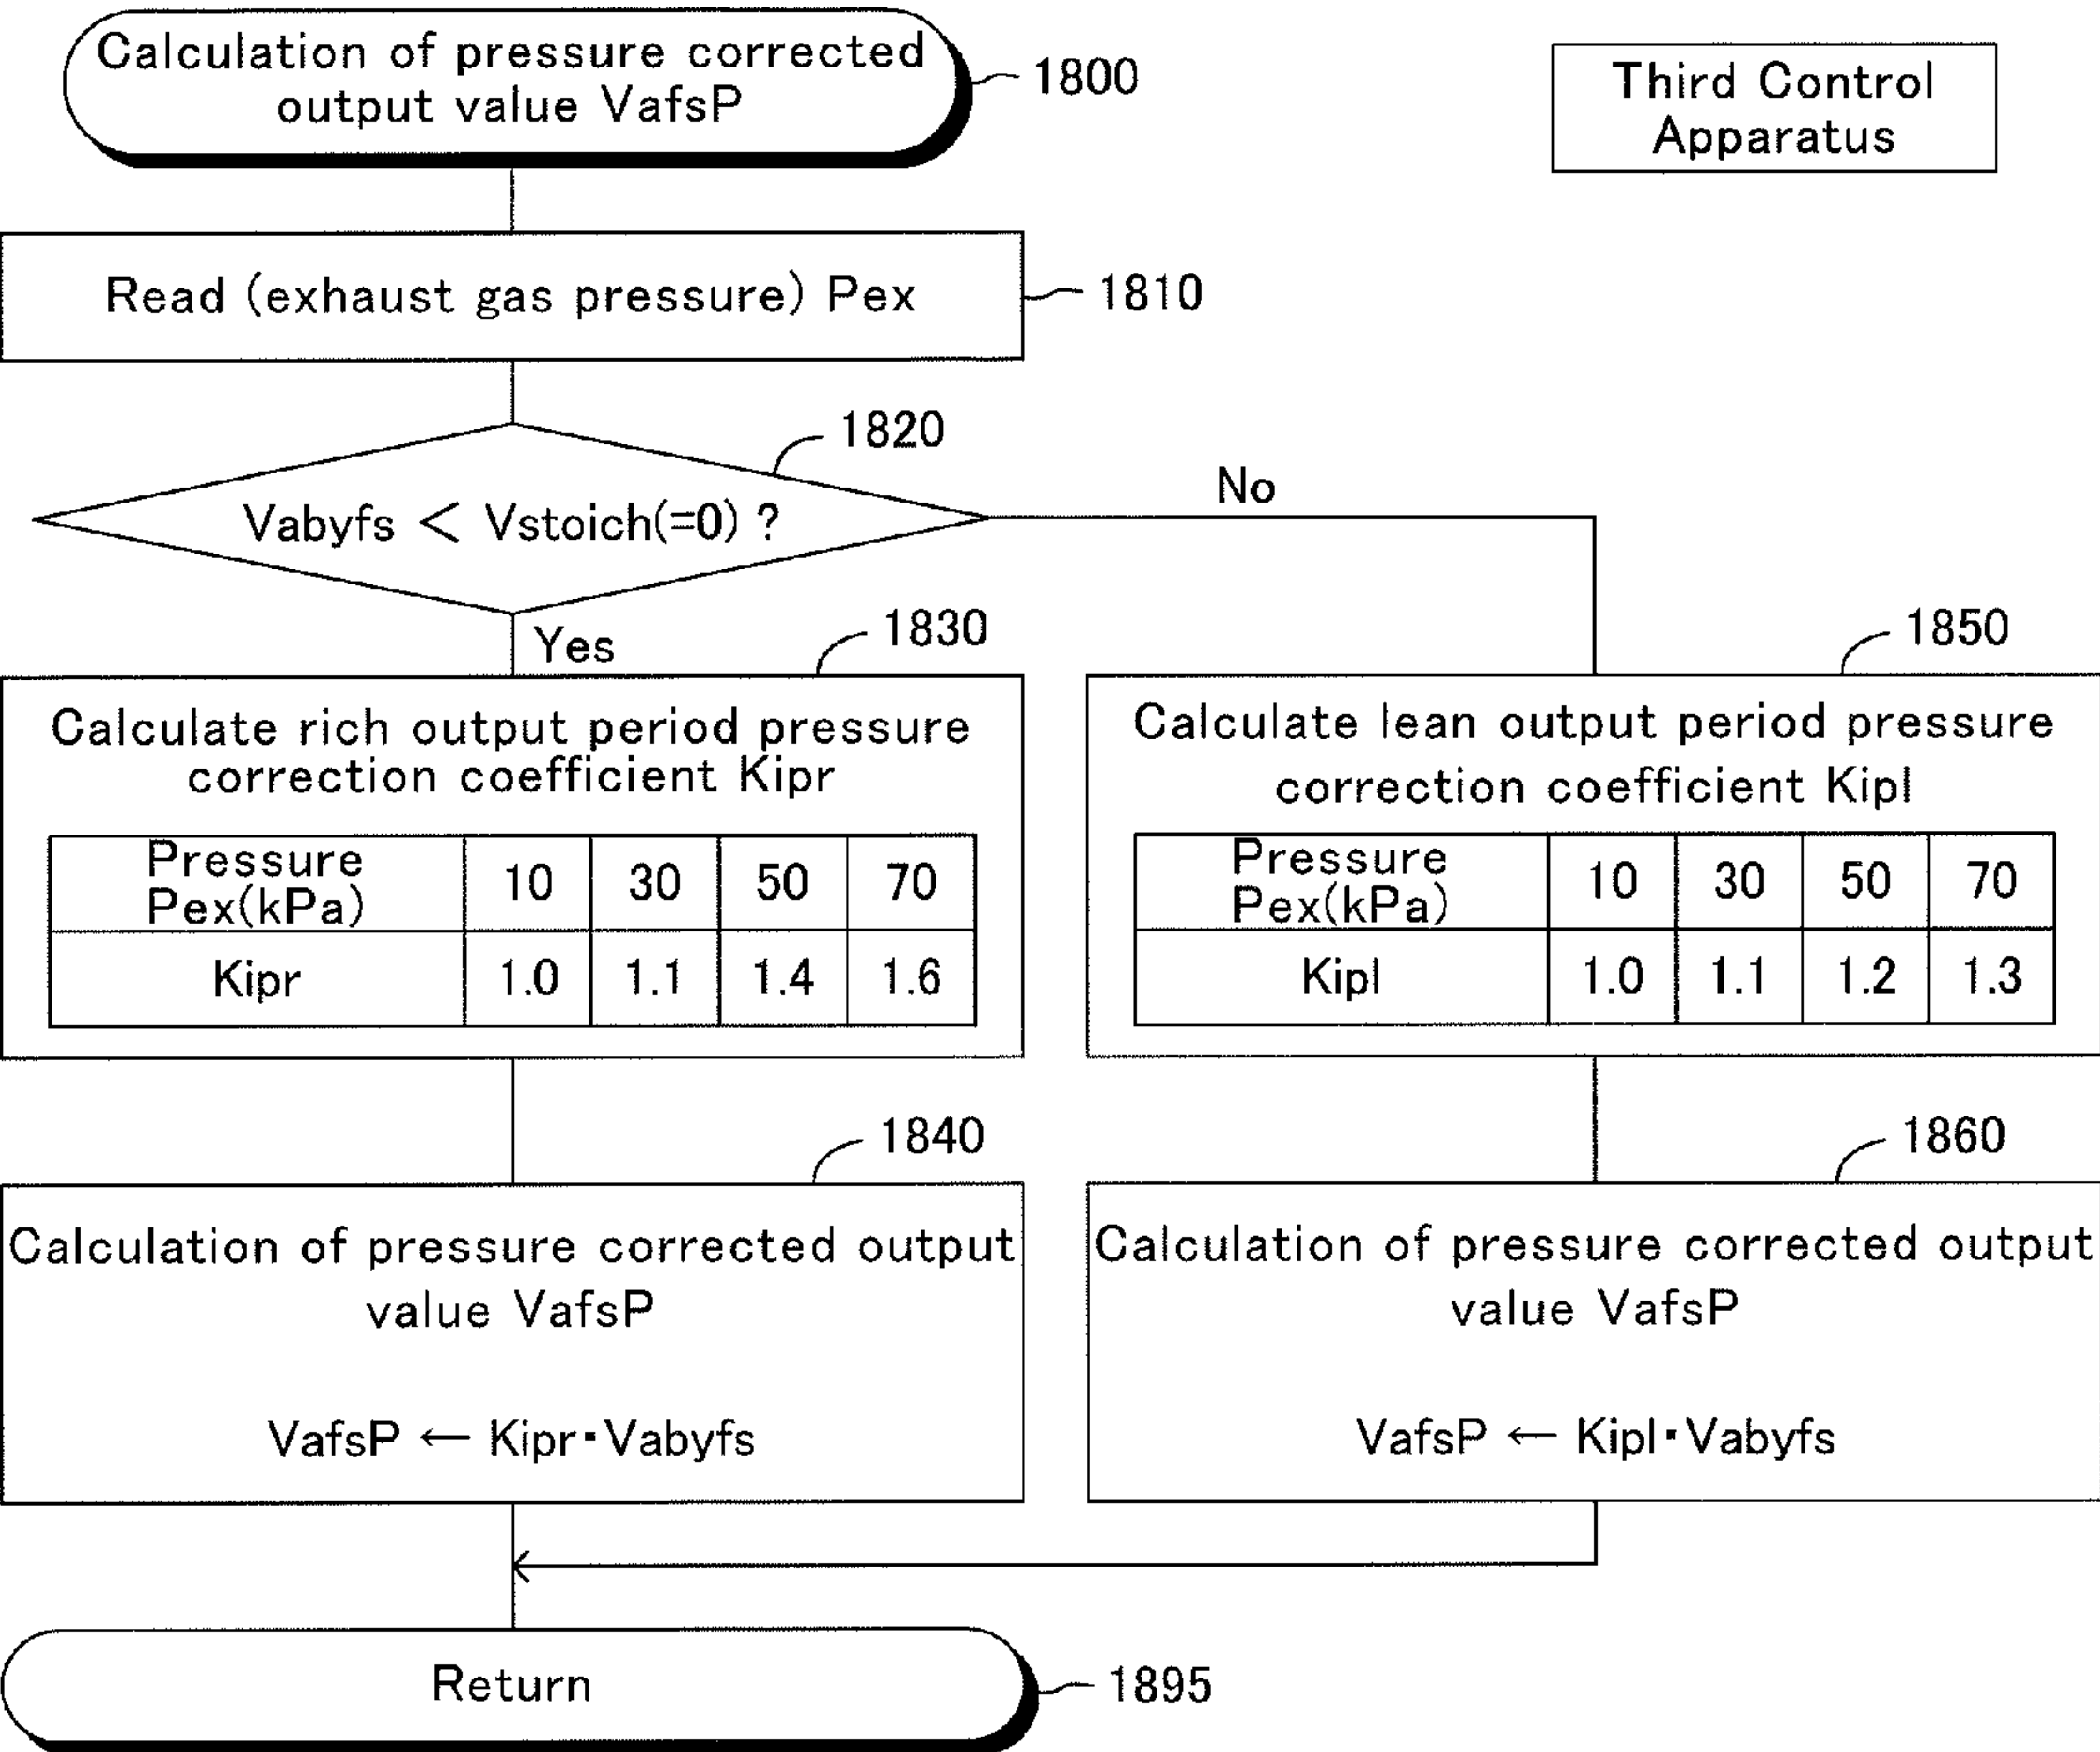 Calculation of pressure corrected
output value VafsP
1800
Third Control
Apparatus
Read (exhaust gas pressure) Pex
1810
1820
Vabyfs < Vstoich(=0) ?
No
Yes
1830
Calculate rich output period pressure
correction coefficient Kipr
Pressure
Pex(kPa)
10 30 50 70
Kipr 1.0 1.1 1.4 1.6
1850
Calculate lean output period pressure
correction coefficient Kipl
Pressure
Pex(kPa)
10 30 50 70
Kipl 1.0 1.1 1.2 1.3
1840
Calculation of pressure corrected output
value VafsP
VafsP ← Kipr・Vabyfs
1860
Calculation of pressure corrected output
value VafsP
VafsP ← Kipl・Vabyfs
Return
1895